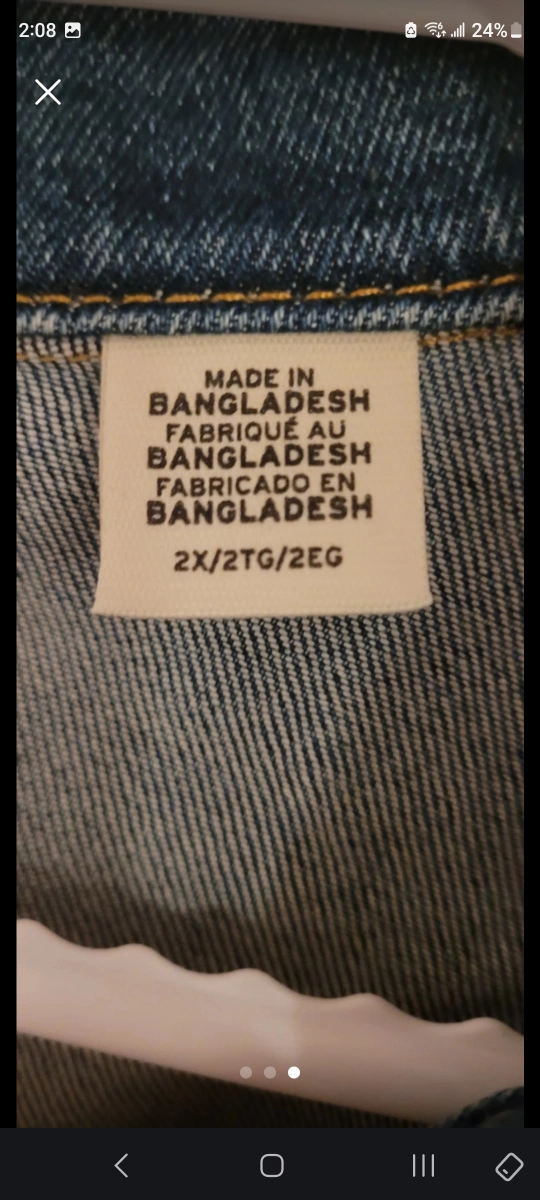 2:08
24%
MADE IN
BANGLADESH
FABRIQUÉ AU
BANGLADESH
FABRICADO EN
BANGLADESH
2X/2TG/2EG